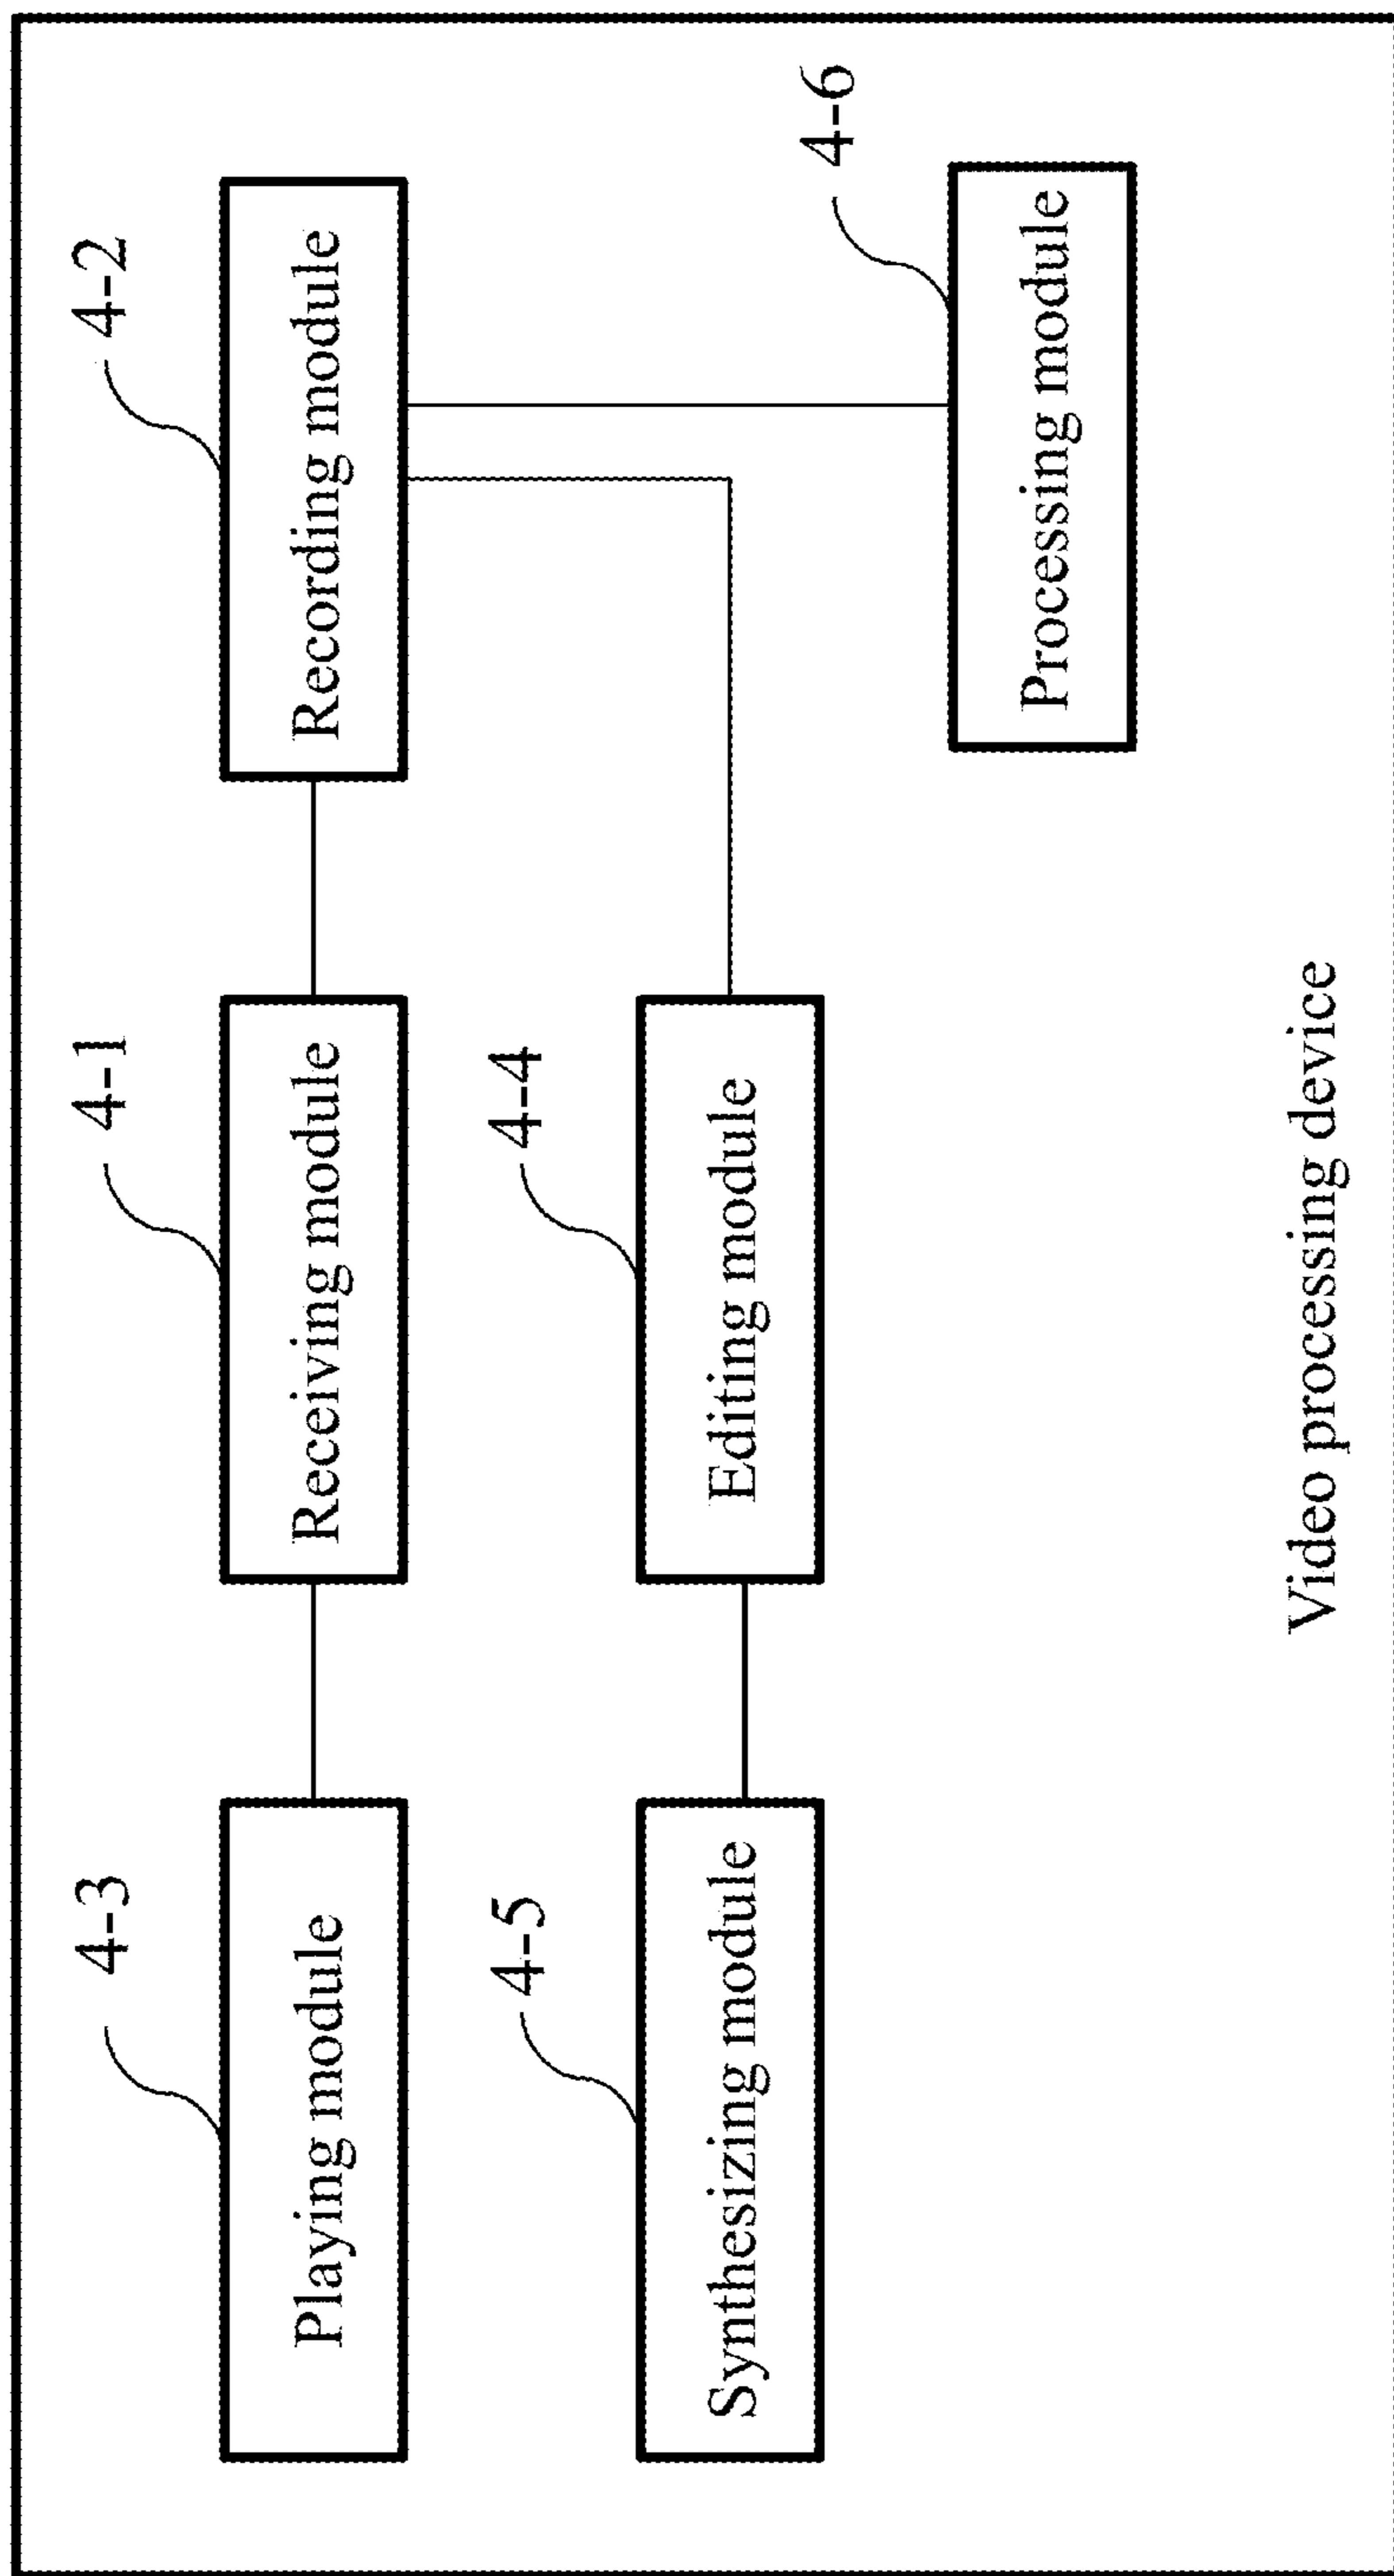 4-3
4-1
4-2
Playing module
Receiving module
Recording module
4-5
4-4
Synthesizing module
Editing module
4-6
Processing module
Video processing device